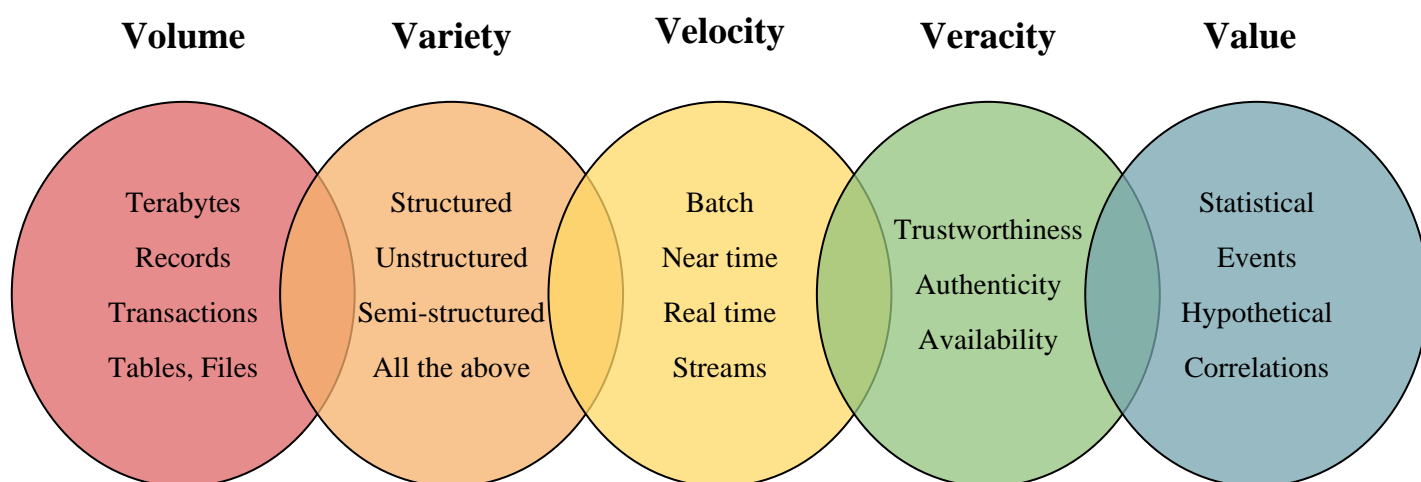 Volume
Variety
Velocity
Veracity
Value
Terabytes
Records
Transactions
Tables, Files
Structured
Unstructured
Semi-structured
All the above
Batch
Near time
Real time
Streams
Trustworthiness
Authenticity
Availability
Statistical
Events
Hypothetical
Correlations